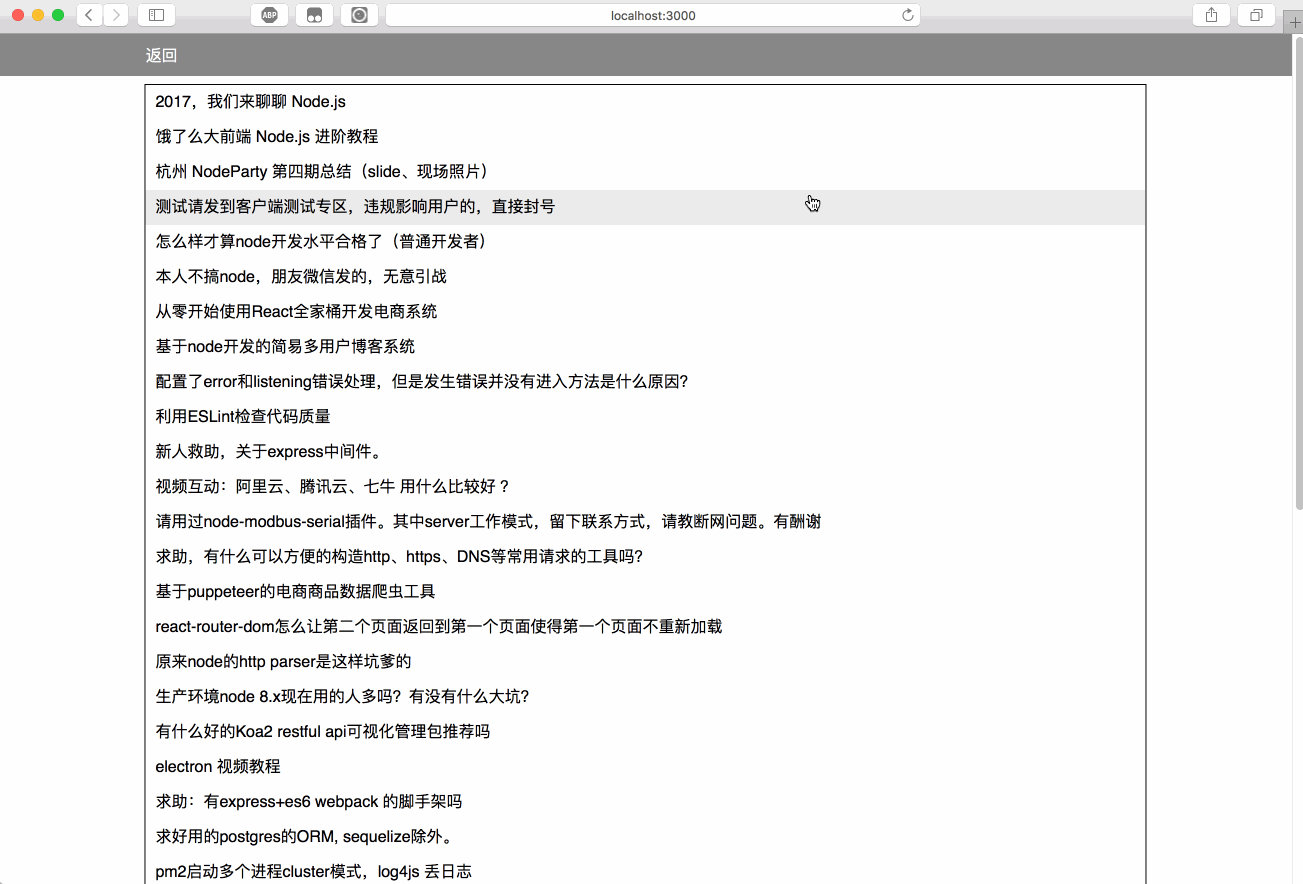 ABP
localhost:3000
返回
2017，我们来聊聊 Node.js
饿了么大前端 Node.js 进阶教程
杭州 NodeParty 第四期总结（slide、现场照片）
测试请发到客户端测试专区，违规影响用户的，直接封号
怎么样才算node开发水平合格了（普通开发者）
本人不搞node，朋友微信发的，无意引战
从零开始使用React全家桶开发电商系统
基于node开发的简易多用户博客系统
配置了error和listening错误处理，但是发生错误并没有进入方法是什么原因？
利用ESLint检查代码质量
新人救助，关于express中间件。
视频互动：阿里云、腾讯云、七牛 用什么比较好 ？
请用过node-modbus-serial插件。其中server工作模式，留下联系方式，请教断网问题。有酬谢
求助，有什么可以方便的构造http、https、DNS等常用请求的工具吗？
基于puppeteer的电商商品数据爬虫工具
react-router-dom怎么让第二个页面返回到第一个页面使得第一个页面不重新加载
原来node的http parser是这样坑爹的
生产环境node 8.x现在用的人多吗？有没有什么大坑？
有什么好的Koa2 restful api可视化管理包推荐吗
electron 视频教程
求助：有express+es6 webpack 的脚手架吗
求好用的postgres的ORM, sequelize除外。
pm2启动多个进程cluster模式，log4js 丢日志